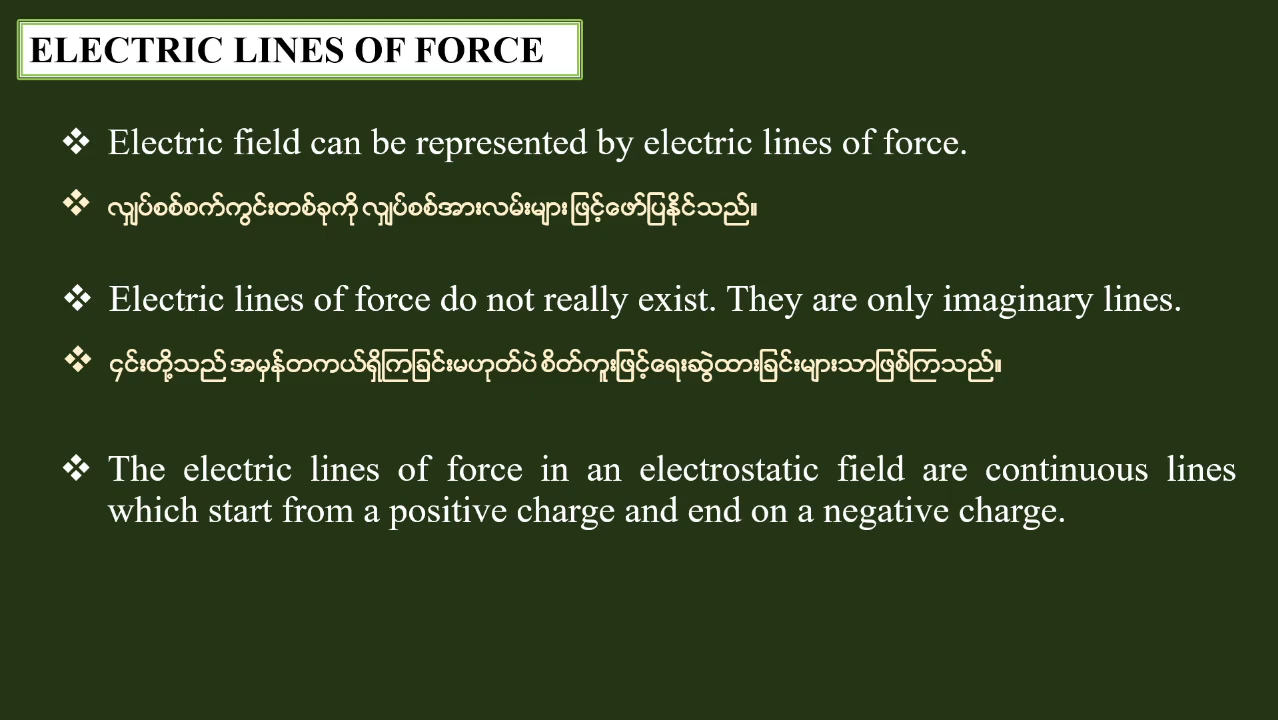 ELECTRIC LINES OF FORCE
❖ Electric field can be represented by electric lines of force.
❖ လျှပ်စစ်စက်ကွင်းတစ်ခုကို လျှပ်စစ်အားလမ်းများဖြင့်ဖော်ပြနိုင်သည်။
❖ Electric lines of force do not really exist. They are only imaginary lines.
❖ ၄င်းတို့သည် အမှန်တကယ်ရှိကြခြင်းမဟုတ်ပဲ စိတ်ကူးဖြင့်ရေးဆွဲထားခြင်းများသာဖြစ်ကြသည်။
❖ The electric lines of force in an electrostatic field are continuous lines
which start from a positive charge and end on a negative charge.